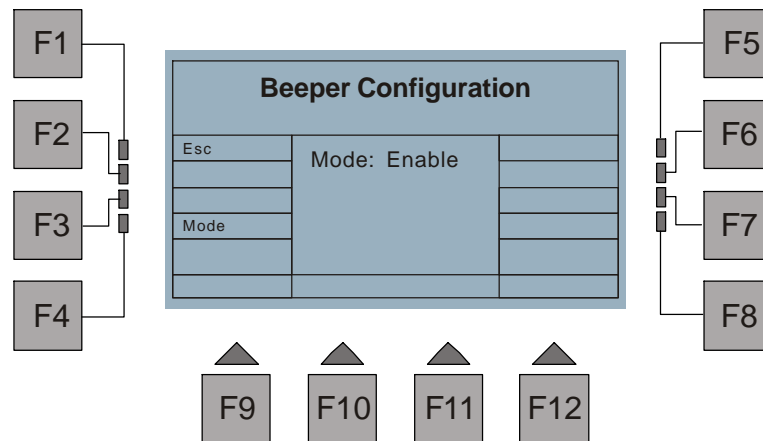 F1
F5
Beeper Configuration
F2
F6
Esc
Mode: Enable
F3
F7
Mode
F4
F8
F9
F10
F11
F12